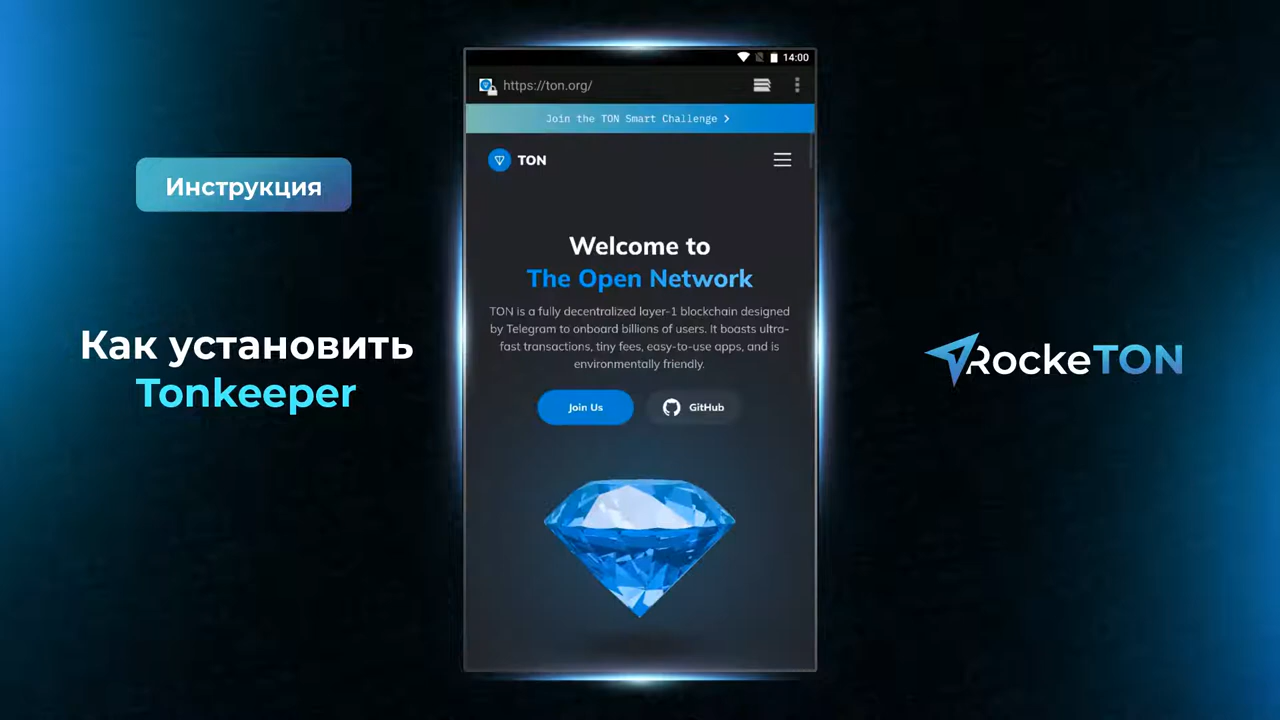 Инструкция
Как установить
Tonkeeper
14:00
https://ton.org/
Join the TON Smart Challenge >
TON
Welcome to
The Open Network
TON is a fully decentralized layer-1 blockchain designed
by Telegram to onboard billions of users. It boasts ultra-
fast transactions, tiny fees, easy-to-use apps, and is
environmentally friendly.
Join Us
GitHub
RockeTON